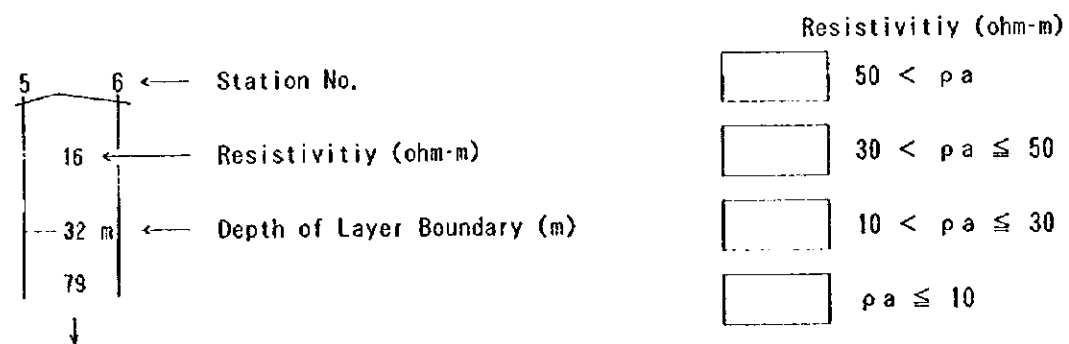 Resistivitiy (ohm-m)
5 6 ← Station No.
50 < ρa
16 ← Resistivitiy (ohm-m)
30 < ρa ≦ 50
32 m ← Depth of Layer Boundary (m)
10 < ρa ≦ 30
79
ρa ≦ 10
↓